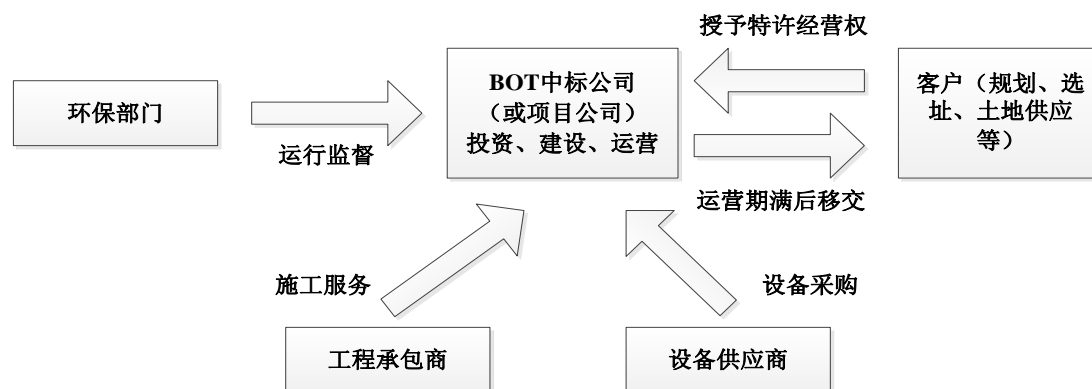 授予特许经营权
BOT中标公司
（或项目公司）
投资、建设、运营
客户（规划、选
址、土地供应
等）
环保部门
运行监督
运营期满后移交
施工服务
设备采购
工程承包商
设备供应商